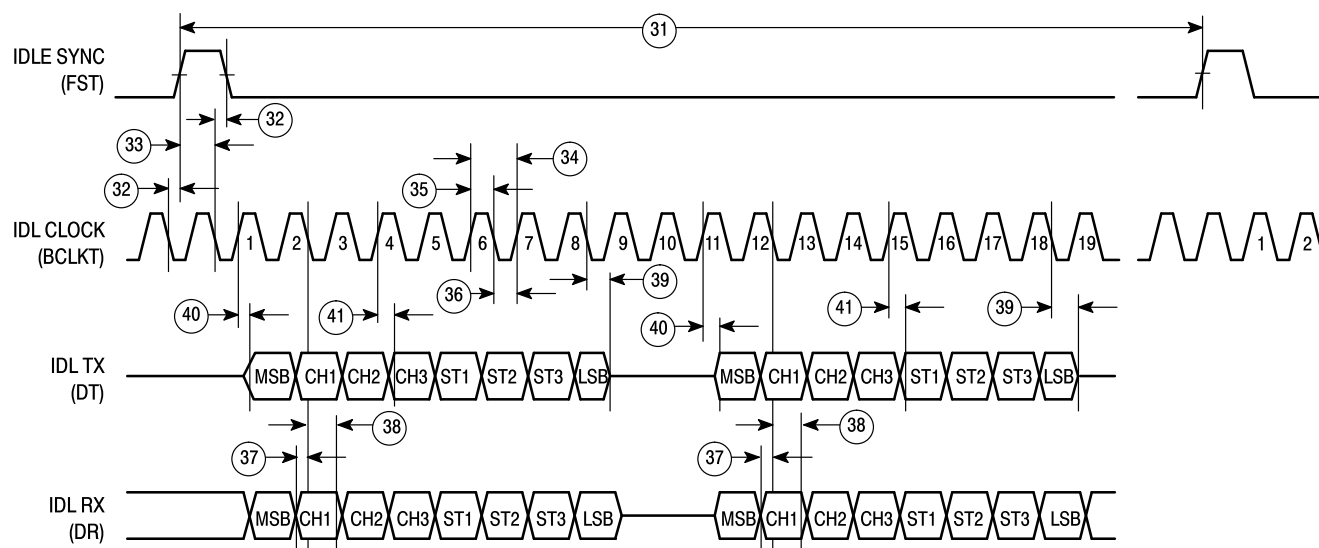 31
IDLE SYNC
(FST)
32
33
34
35
32
IDL CLOCK
(BCLKT)
1 2 3 4 5 6 7 8 9 10 11 12 13 14 15 16 17 18 19 1 2
36
39
40
41
41
39
40
IDL TX
(DT)
MSB CH1 CH2 CH3 ST1 ST2 ST3 LSB MSB CH1 CH2 CH3 ST1 ST2 ST3 LSB
38
38
37
37
IDL RX
(DR)
MSB CH1 CH2 CH3 ST1 ST2 ST3 LSB MSB CH1 CH2 CH3 ST1 ST2 ST3 LSB